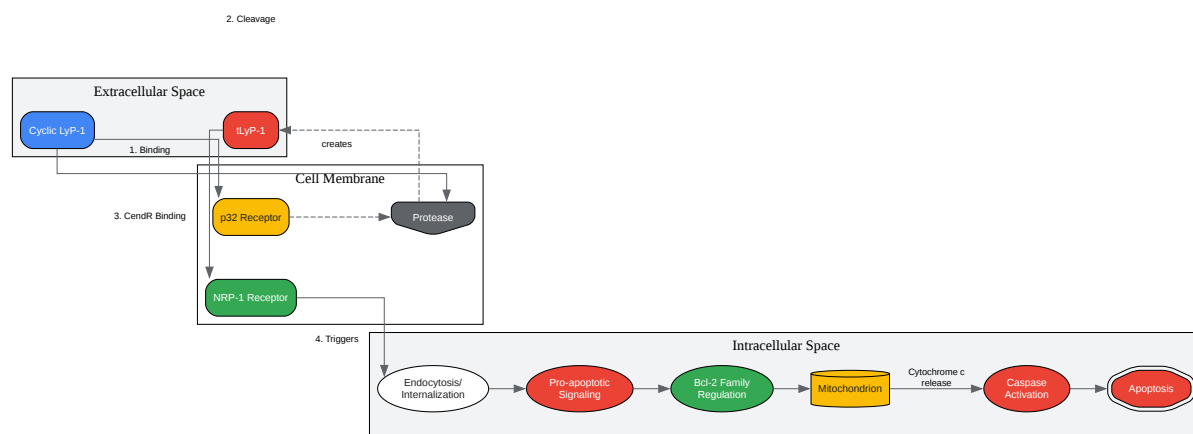 2. Cleavage
Extracellular Space
Cyclic LyP-1
tLyP-1
1. Binding
creates
Cell Membrane
3. CendR Binding
p32 Receptor
Protease
NRP-1 Receptor
4. Triggers
Intracellular Space
Endocytosis/
Internalization
Pro-apoptotic
Signaling
Bcl-2 Family
Regulation
Mitochondrion
Cytochrome c
release
Caspase
Activation
Apoptosis